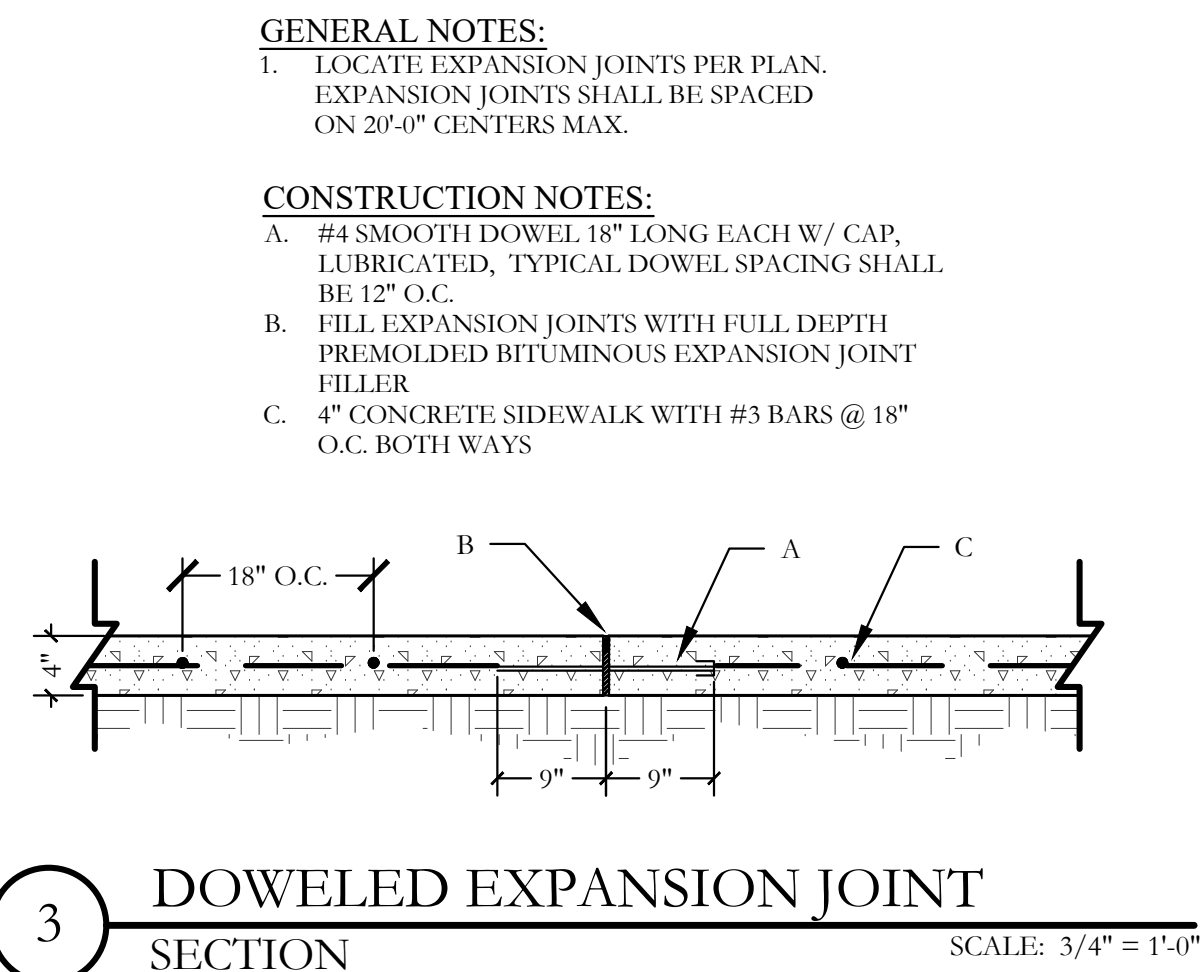 GENERAL NOTES:
1. LOCATE EXPANSION JOINTS PER PLAN.
EXPANSION JOINTS SHALL BE SPACED
ON 20'-0" CENTERS MAX.
CONSTRUCTION NOTES:
A. #4 SMOOTH DOWEL 18" LONG EACH W/ CAP,
LUBRICATED, TYPICAL DOWEL SPACING SHALL
BE 12" O.C.
B. FILL EXPANSION JOINTS WITH FULL DEPTH
PREMOLDED BITUMINOUS EXPANSION JOINT
FILLER
C. 4" CONCRETE SIDEWALK WITH #3 BARS @ 18"
O.C. BOTH WAYS
B A C
18" O.C.
4"
9" 9"
3 DOWELED EXPANSION JOINT
SECTION SCALE: 3/4" = 1'-0"